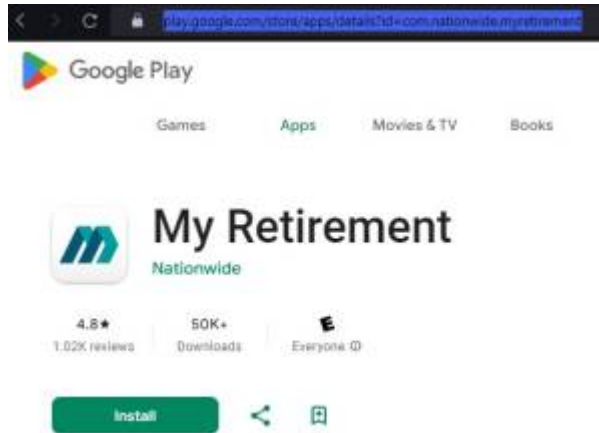 play.google.com/store/apps/details?id=com.nationwide.myretirement
Google Play
Games Apps Movies & TV Books
My Retirement
Nationwide
4.8★ 50K+ E
1.02K reviews Downloads Everyone
Install